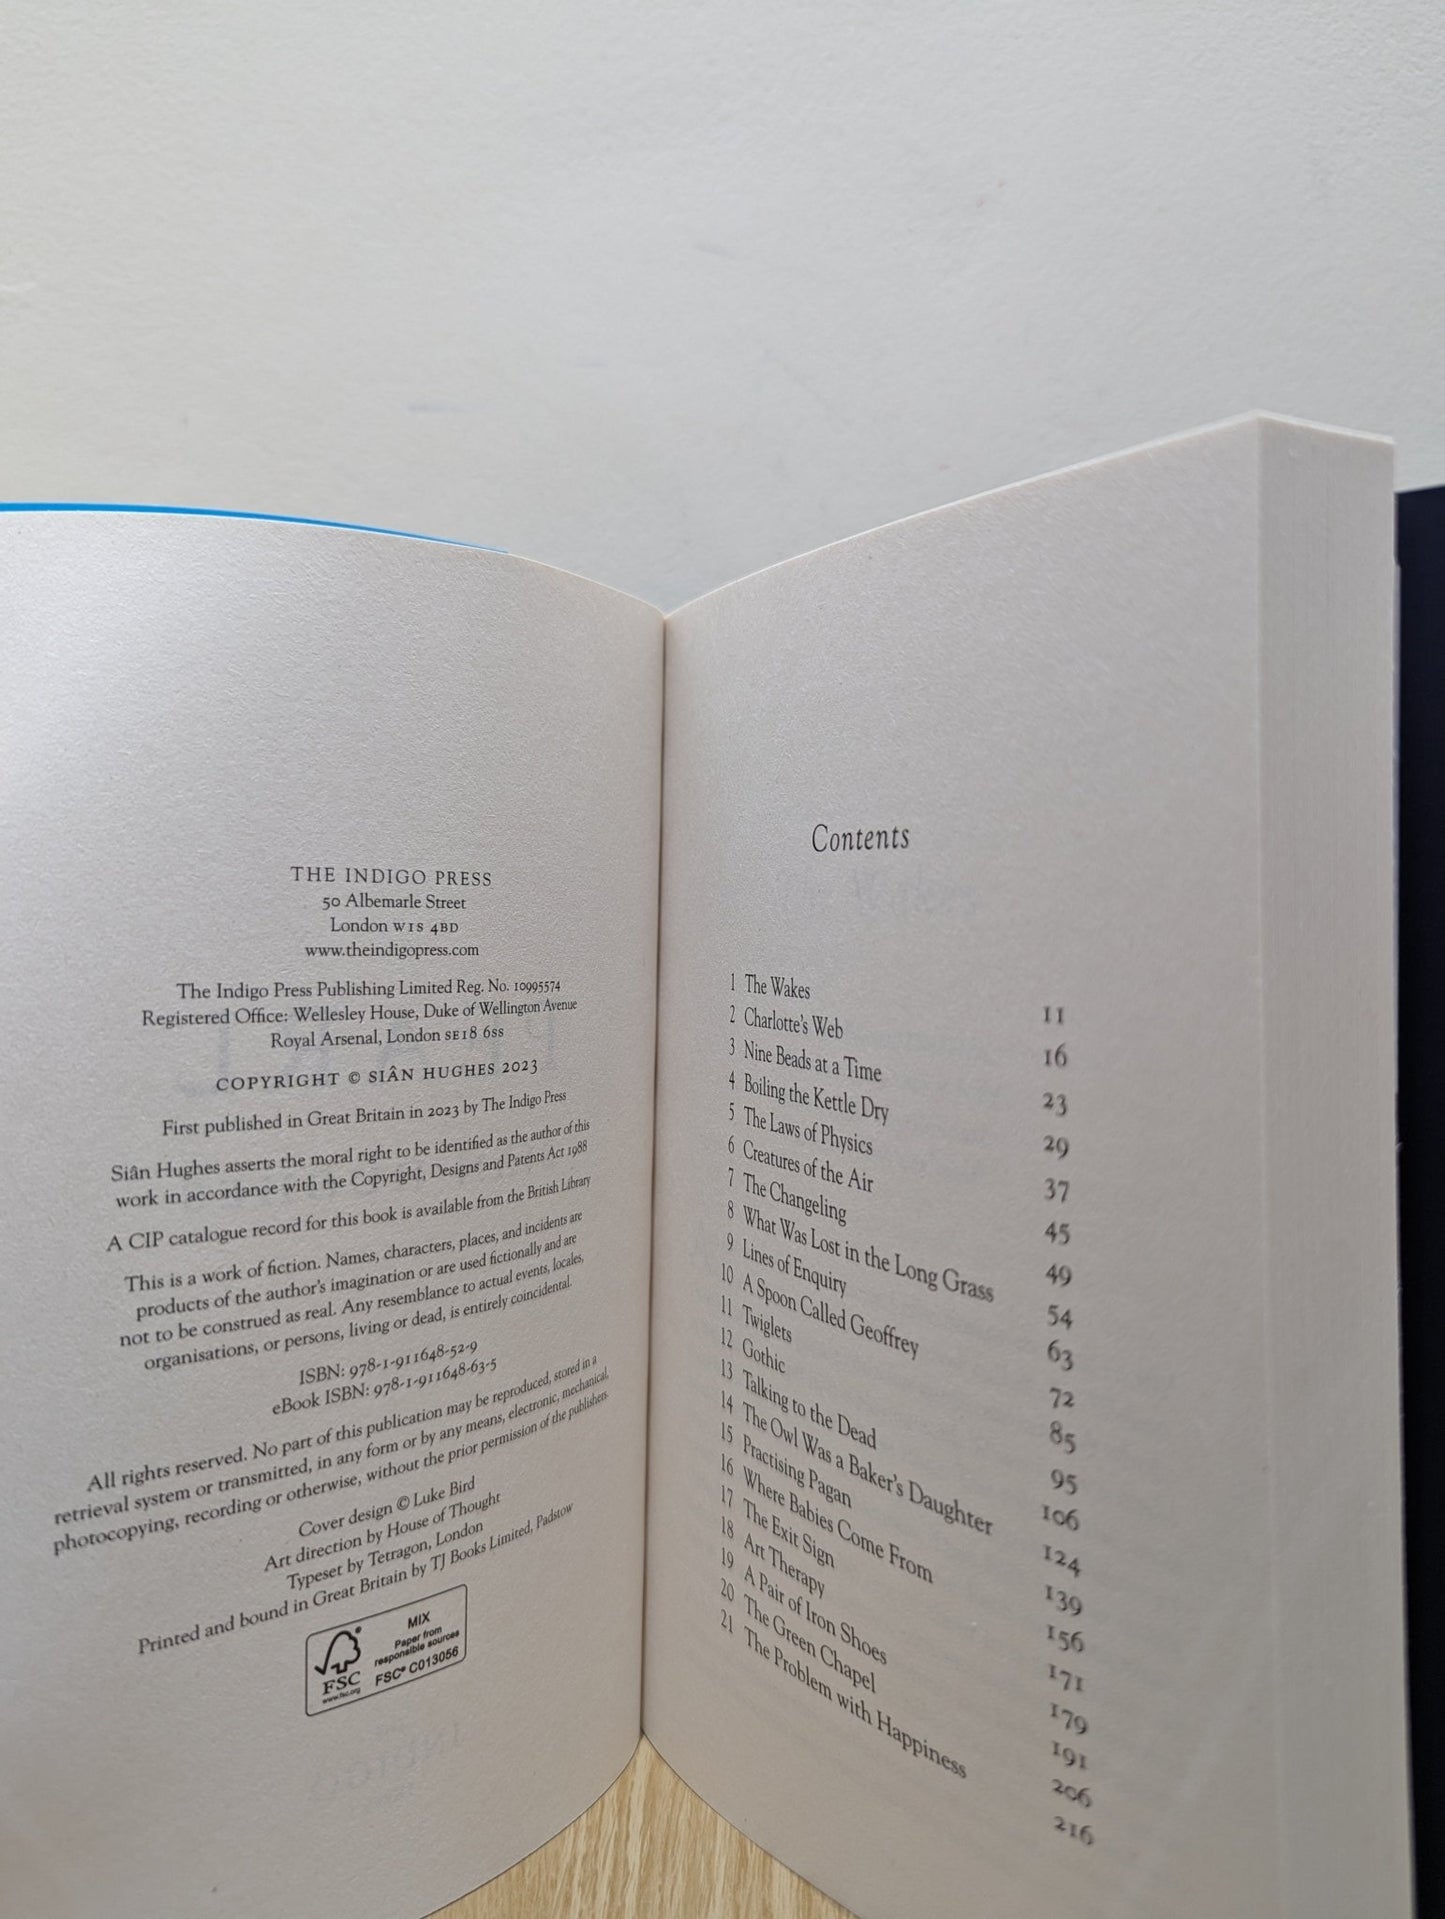 THE INDIGO PRESS
50 Albemarle Street
London W1S 4BD
www.theindigopress.com
The Indigo Press Publishing Limited Reg. No. 10995574
Registered Office: Wellesley House, Duke of Wellington Avenue
Royal Arsenal, London SE18 6SS
COPYRIGHT © SIÂN HUGHES 2023
First published in Great Britain in 2023 by The Indigo Press
Siân Hughes asserts the moral right to be identified as the author of this
work in accordance with the Copyright, Designs and Patents Act 1988
A CIP catalogue record for this book is available from the British Library
This is a work of fiction. Names, characters, places, and incidents are
products of the author's imagination or are used fictionally and are
not to be construed as real. Any resemblance to actual events, locales,
organisations, or persons, living or dead, is entirely coincidental.
ISBN: 978-1-911648-52-9
eBook ISBN: 978-1-911648-63-5
All rights reserved. No part of this publication may be reproduced, stored in a
retrieval system or transmitted, in any form or by any means, electronic, mechanical,
photocopying, recording or otherwise, without the prior permission of the publishers.
Cover design © Luke Bird
Art direction by House of Thought
Typeset by Tetragon, London
Printed and bound in Great Britain by TJ Books Limited, Padstow
FSC
www.fsc.org
MIX
Paper from
responsible sources
FSC® C013056
Contents
1 The Wakes 11
2 Charlotte's Web 16
3 Nine Beads at a Time 23
4 Boiling the Kettle Dry 29
5 The Laws of Physics 37
6 Creatures of the Air 45
7 The Changeling 49
8 What Was Lost in the Long Grass 54
9 Lines of Enquiry 63
10 A Spoon Called Geoffrey 72
11 Twiglets 85
12 Gothic 95
13 Talking to the Dead 106
14 The Owl Was a Baker's Daughter 124
15 Practising Pagan 139
16 Where Babies Come From 156
17 The Exit Sign 171
18 Art Therapy 179
19 A Pair of Iron Shoes 191
20 The Green Chapel 206
21 The Problem with Happiness 216